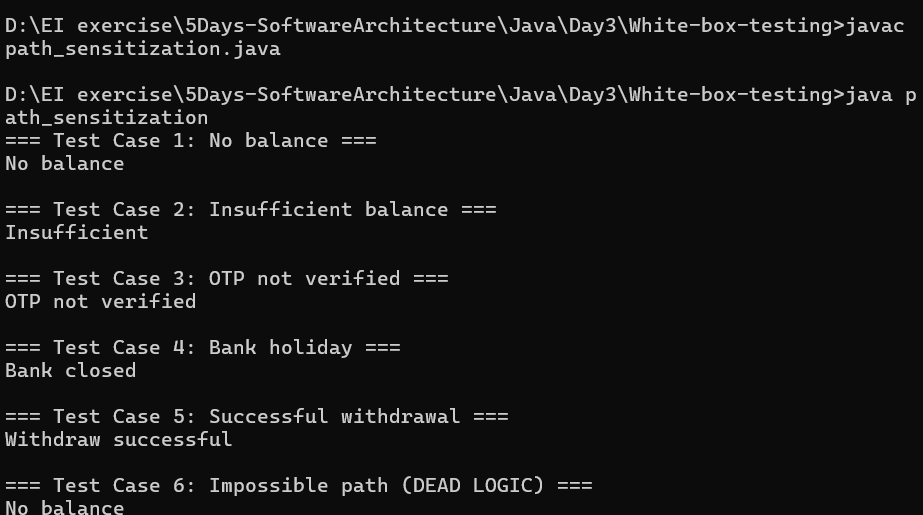 D:\EI exercise\5Days-SoftwareArchitecture\Java\Day3\White-box-testing>javac
path_sensitization.java
D:\EI exercise\5Days-SoftwareArchitecture\Java\Day3\White-box-testing>java p
ath_sensitization
=== Test Case 1: No balance ===
No balance
=== Test Case 2: Insufficient balance ===
Insufficient
=== Test Case 3: OTP not verified ===
OTP not verified
=== Test Case 4: Bank holiday ===
Bank closed
=== Test Case 5: Successful withdrawal ===
Withdraw successful
=== Test Case 6: Impossible path (DEAD LOGIC) ===
No balance